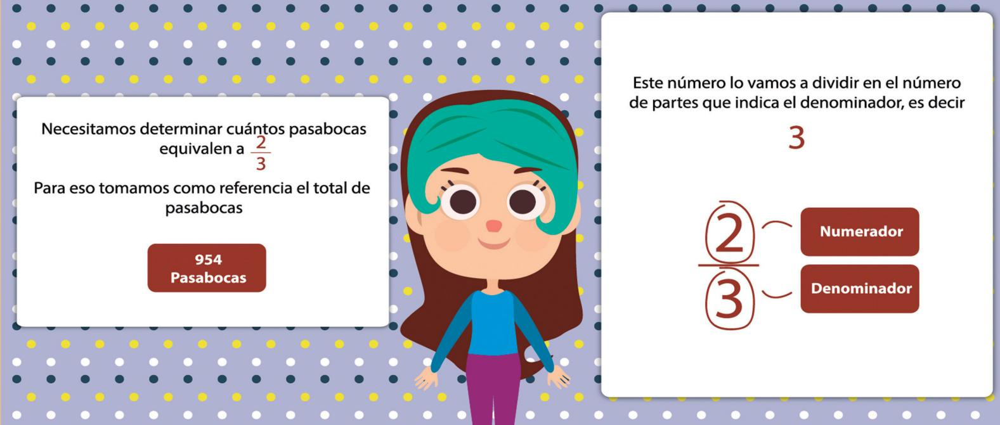 Necesitamos determinar cuántos pasabocas
equivalen a 2/3
Para eso tomamos como referencia el total de
pasabocas
954
Pasabocas
Este número lo vamos a dividir en el número
de partes que indica el denominador, es decir
3
2
Numerador
3
Denominador